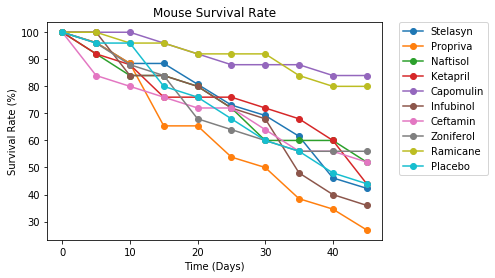 Mouse Survival Rate
Survival Rate (%)
100
90
80
70
60
50
40
30
0
10
20
30
40
Time (Days)
Stelasyn
Propriva
Naftisol
Ketapril
Capomulin
Infubinol
Ceftamin
Zoniferol
Ramicane
Placebo